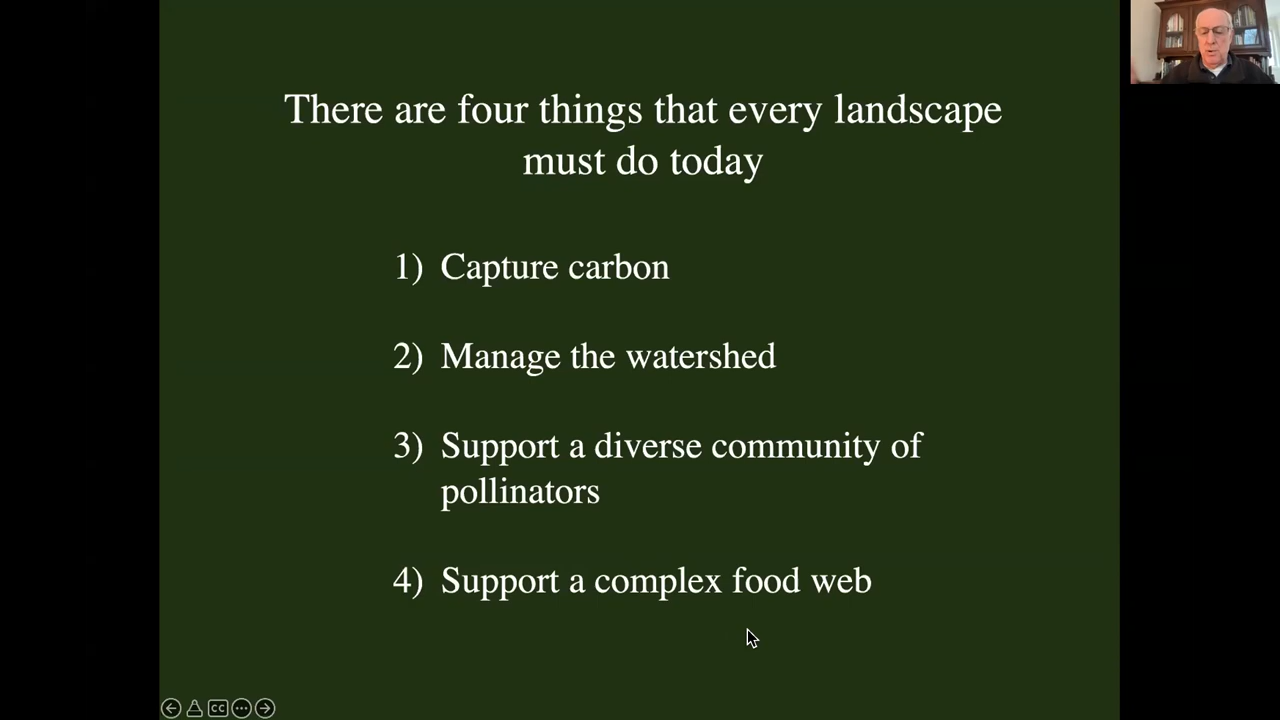 There are four things that every landscape
must do today
1) Capture carbon
2) Manage the watershed
3) Support a diverse community of
pollinators
4) Support a complex food web
CC